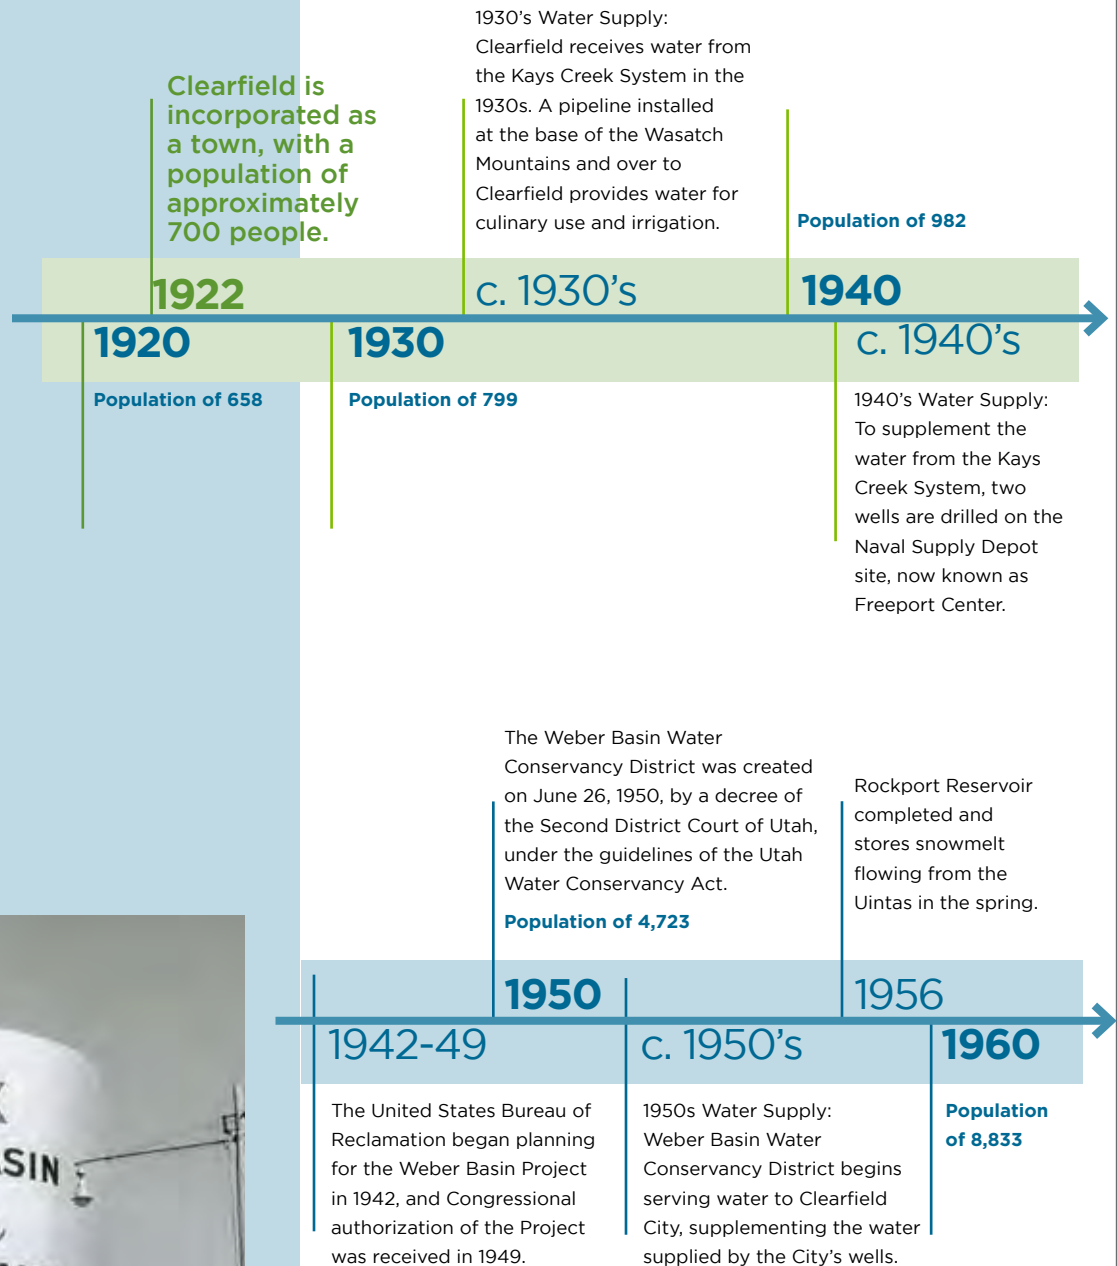 1930's Water Supply:
Clearfield receives water from
the Kays Creek System in the
1930s. A pipeline installed
at the base of the Wasatch
Mountains and over to
Clearfield provides water for
culinary use and irrigation.
Clearfield is
incorporated as
a town, with a
population of
approximately
700 people.
Population of 982
1922
c. 1930's
1940
1920
1930
c. 1940's
Population of 658
Population of 799
1940's Water Supply:
To supplement the
water from the Kays
Creek System, two
wells are drilled on the
Naval Supply Depot
site, now known as
Freeport Center.
The Weber Basin Water
Conservancy District was created
on June 26, 1950, by a decree of
the Second District Court of Utah,
under the guidelines of the Utah
Water Conservancy Act.
Population of 4,723
Rockport Reservoir
completed and
stores snowmelt
flowing from the
Uintas in the spring.
1950
1956
1942-49
c. 1950's
1960
The United States Bureau of
Reclamation began planning
for the Weber Basin Project
in 1942, and Congressional
authorization of the Project
was received in 1949.
1950s Water Supply:
Weber Basin Water
Conservancy District begins
serving water to Clearfield
City, supplementing the water
supplied by the City's wells.
Population
of 8,833